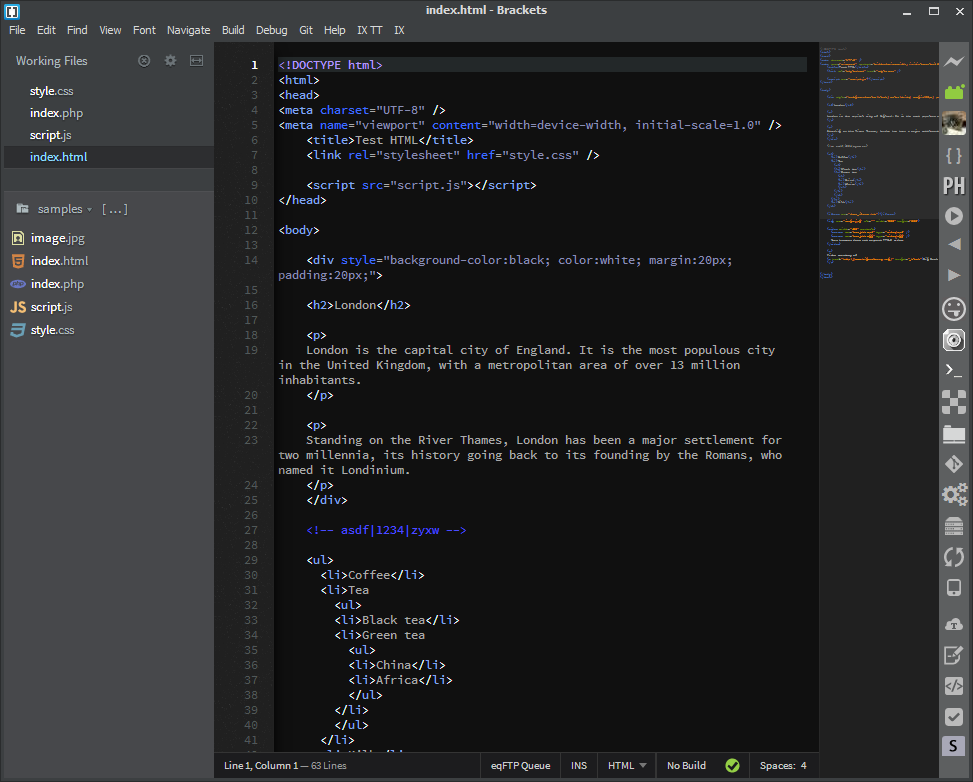 index.html - Brackets
File Edit Find View Font Navigate Build Debug Git Help IX TT IX
Working Files
style.css
index.php
script.js
index.html
samples [...]
image.jpg
index.html
index.php
JS script.js
style.css
1 <!DOCTYPE html>
2 <html>
3 <head>
4 <meta charset="UTF-8" />
5 <meta name="viewport" content="width=device-width, initial-scale=1.0" />
6 <title>Test HTML</title>
7 <link rel="stylesheet" href="style.css" />
8
9 <script src="script.js"></script>
10 </head>
11
12 <body>
13
14 <div style="background-color:black; color:white; margin:20px;
padding:20px;">
15
16 <h2>London</h2>
17
18 <p>
19 London is the capital city of England. It is the most populous city
in the United Kingdom, with a metropolitan area of over 13 million
inhabitants.
20 </p>
21
22 <p>
23 Standing on the River Thames, London has been a major settlement for
two millennia, its history going back to its founding by the Romans, who
named it Londinium.
24 </p>
25 </div>
26
27 <!-- asdf|1234|zyxw -->
28
29 <ul>
30 <li>Coffee</li>
31 <li>Tea
32 <ul>
33 <li>Black tea</li>
34 <li>Green tea
35 <ul>
36 <li>China</li>
37 <li>Africa</li>
38 </ul>
39 </li>
40 </ul>
41 </li>
{ }
PH
>_
T
</>
S
Line 1, Column 1 — 63 Lines
eqFTP Queue INS HTML No Build Spaces: 4